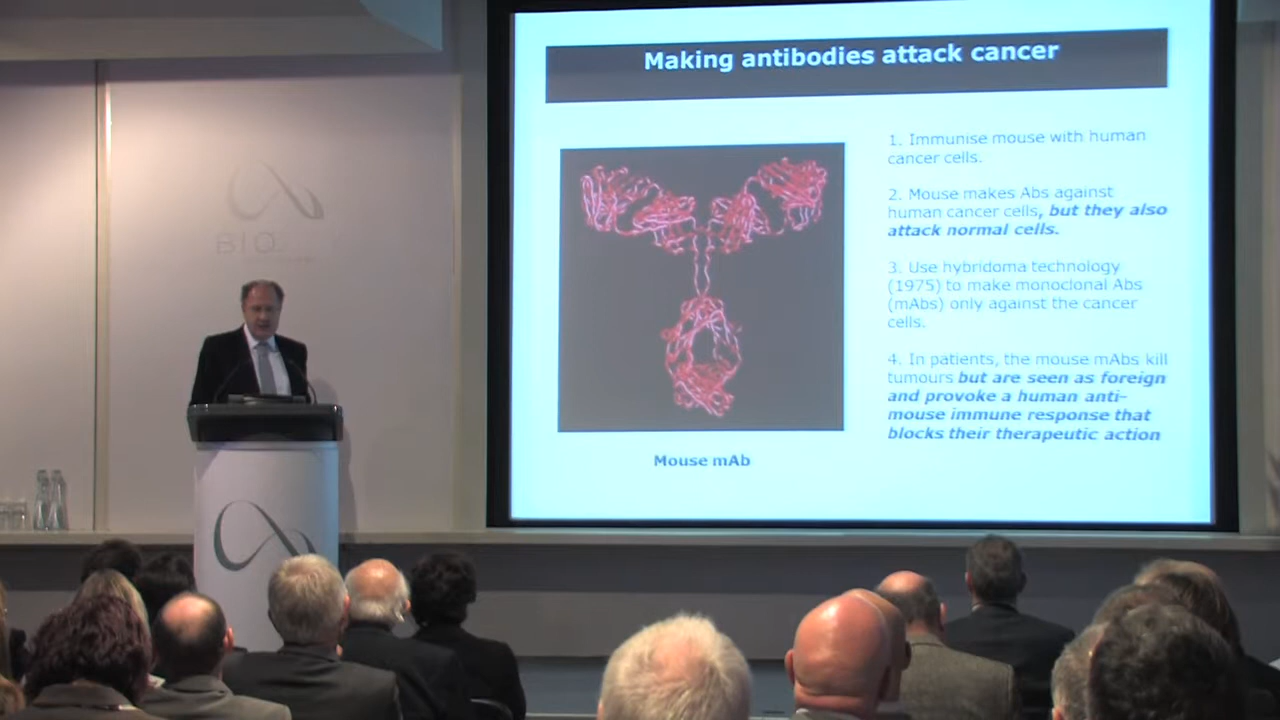 Making antibodies attack cancer
1. Immunise mouse with human
cancer cells.
2. Mouse makes Abs against
human cancer cells, but they also
attack normal cells.
3. Use hybridoma technology
(1975) to make monoclonal Abs
(mAbs) only against the cancer
cells.
4. In patients, the mouse mAbs kill
tumours but are seen as foreign
and provoke a human anti-
mouse immune response that
blocks their therapeutic action
Mouse mAb
BIO